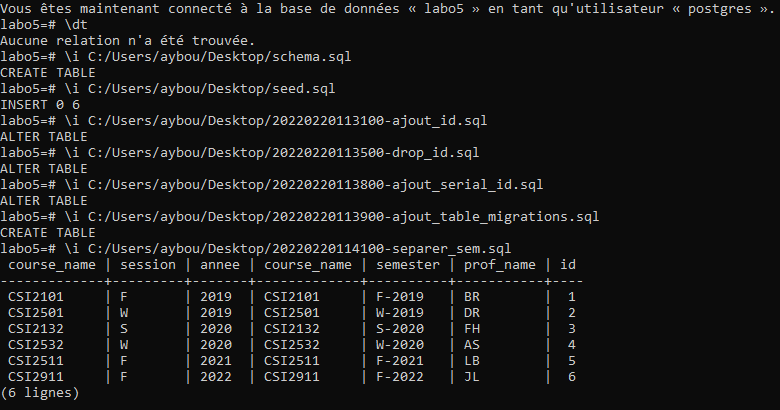 Vous êtes maintenant connecté à la base de données « labo5 » en tant qu'utilisateur « postgres ».
labo5=# \dt
Aucune relation n'a été trouvée.
labo5=# \i C:/Users/aybou/Desktop/schema.sql
CREATE TABLE
labo5=# \i C:/Users/aybou/Desktop/seed.sql
INSERT 0 6
labo5=# \i C:/Users/aybou/Desktop/20220220113100-ajout_id.sql
ALTER TABLE
labo5=# \i C:/Users/aybou/Desktop/20220220113500-drop_id.sql
ALTER TABLE
labo5=# \i C:/Users/aybou/Desktop/20220220113800-ajout_serial_id.sql
ALTER TABLE
labo5=# \i C:/Users/aybou/Desktop/20220220113900-ajout_table_migrations.sql
CREATE TABLE
labo5=# \i C:/Users/aybou/Desktop/20220220114100-separer_sem.sql
 course_name | session | annee | course_name | semester | prof_name | id
-------------+---------+-------+-------------+----------+-----------+----
 CSI2101     | F       | 2019  | CSI2101     | F-2019   | BR        |  1
 CSI2501     | W       | 2019  | CSI2501     | W-2019   | DR        |  2
 CSI2132     | S       | 2020  | CSI2132     | S-2020   | FH        |  3
 CSI2532     | W       | 2020  | CSI2532     | W-2020   | AS        |  4
 CSI2511     | F       | 2021  | CSI2511     | F-2021   | LB        |  5
 CSI2911     | F       | 2022  | CSI2911     | F-2022   | JL        |  6
(6 lignes)